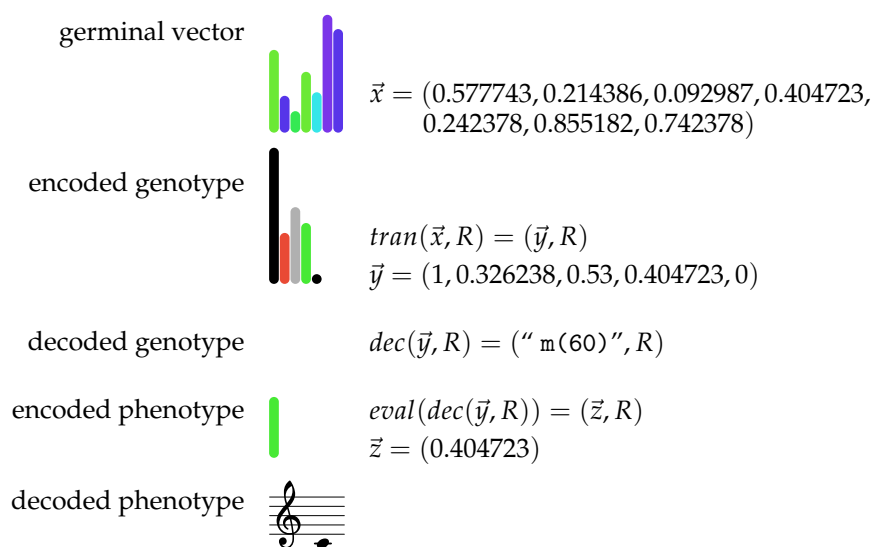 germinal vector
x⃗ = (0.577743, 0.214386, 0.092987, 0.404723,
0.242378, 0.855182, 0.742378)
encoded genotype
tran(x⃗, R) = (y⃗, R)
y⃗ = (1, 0.326238, 0.53, 0.404723, 0)
decoded genotype dec(y⃗, R) = (“ m(60)”, R)
encoded phenotype eval(dec(y⃗, R)) = (z⃗, R)
z⃗ = (0.404723)
decoded phenotype